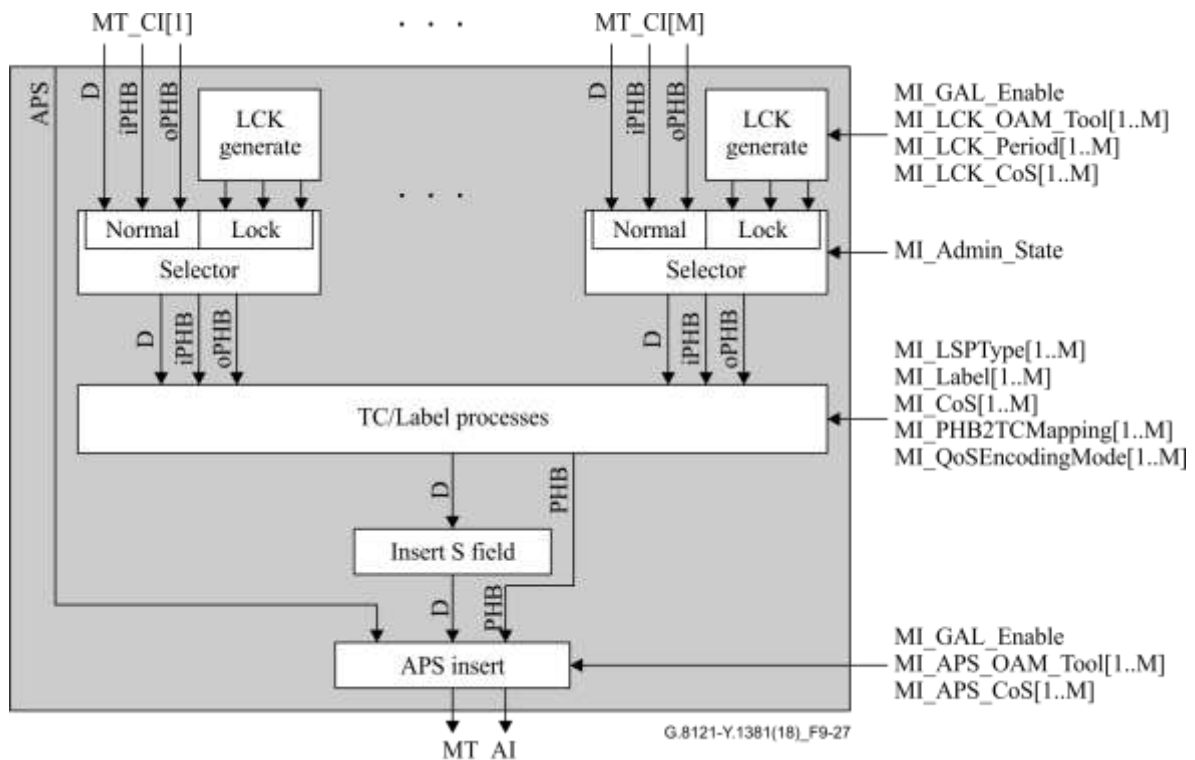 MT_CI[1] . . . MT_CI[M]
APS
D
iPHB
oPHB
LCK
generate
D
iPHB
oPHB
LCK
generate
MI_GAL_Enable
MI_LCK_OAM_Tool[1..M]
MI_LCK_Period[1..M]
MI_LCK_CoS[1..M]
. . .
Normal
Lock
Selector
Normal
Lock
Selector
MI_Admin_State
D
iPHB
oPHB
D
iPHB
oPHB
TC/Label processes
MI_LSPType[1..M]
MI_Label[1..M]
MI_CoS[1..M]
MI_PHB2TCMapping[1..M]
MI_QoSEncodingMode[1..M]
D
PHB
Insert S field
D
PHB
APS insert
MI_GAL_Enable
MI_APS_OAM_Tool[1..M]
MI_APS_CoS[1..M]
MT_AI
G.8121-Y.1381(18)_F9-27